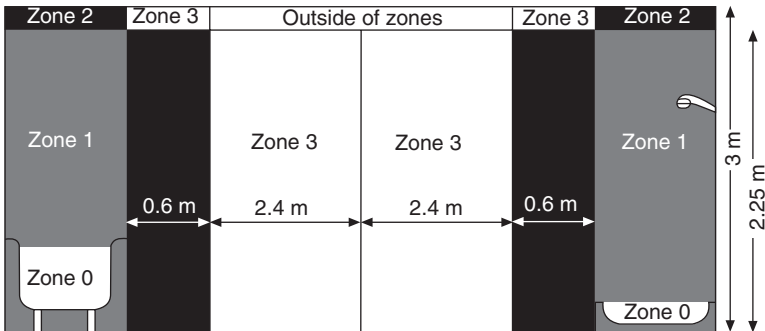 Zone 2 Zone 3 Outside of zones Zone 3 Zone 2
Zone 1 Zone 3 Zone 3 Zone 1
0.6 m 2.4 m 2.4 m 0.6 m
Zone 0
Zone 0
3 m
2.25 m